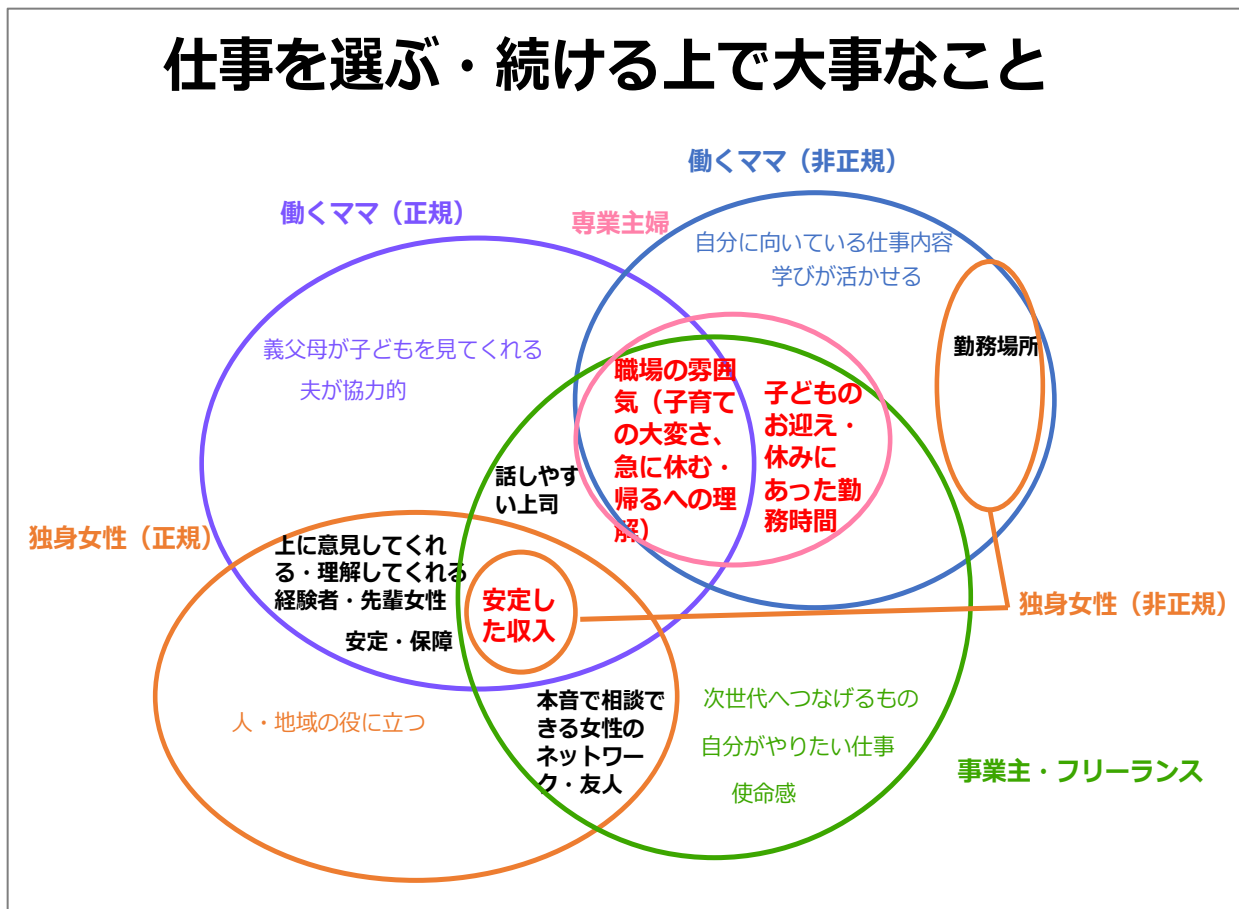 仕事を選ぶ・続ける上で大事なこと
働くママ（非正規）
働くママ（正規）
専業主婦
自分に向いている仕事内容
学びが活かせる
勤務場所
義父母が子どもを見てくれる
夫が協力的
職場の雰囲
気（子育て
の大変さ、
急に休む・
帰るへの理
解）
子どもの
お迎え・
休みに
あった勤
務時間
話しやす
い上司
独身女性（正規）
上に意見してくれ
る・理解してくれる
経験者・先輩女性
安定・保障
安定し
た収入
独身女性（非正規）
人・地域の役に立つ
本音で相談で
きる女性の
ネットワー
ク・友人
次世代へつなげるもの
自分がやりたい仕事
使命感
事業主・フリーランス